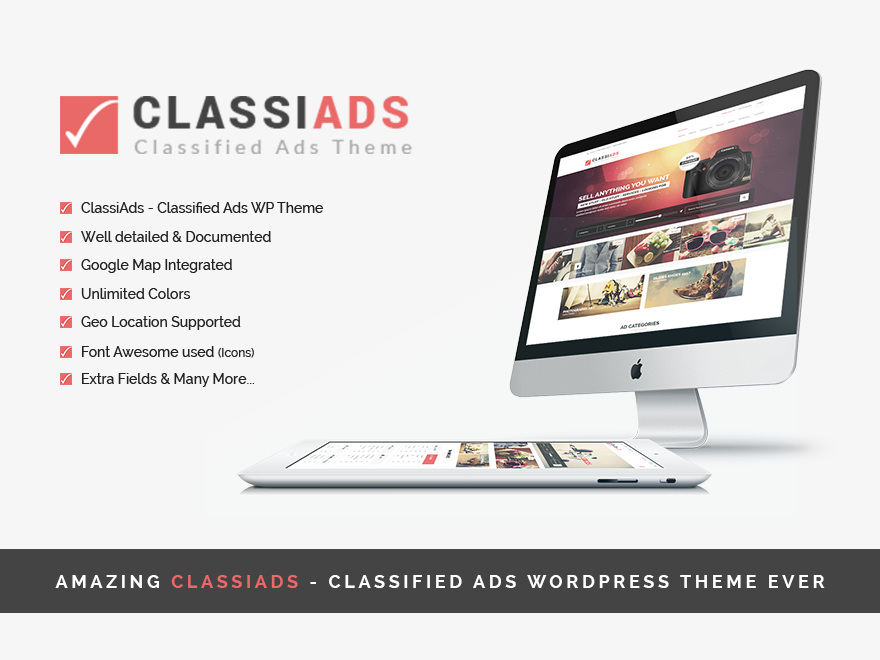 CLASSIADS
Classified Ads Theme
ClassiAds - Classified Ads WP Theme
Well detailed & Documented
Google Map Integrated
Unlimited Colors
Geo Location Supported
Font Awesome used (Icons)
Extra Fields & Many More...
CLASSIADS
SELL ANYTHING YOU WANT
AD CATEGORIES
AMAZING CLASSIADS - CLASSIFIED ADS WORDPRESS THEME EVER